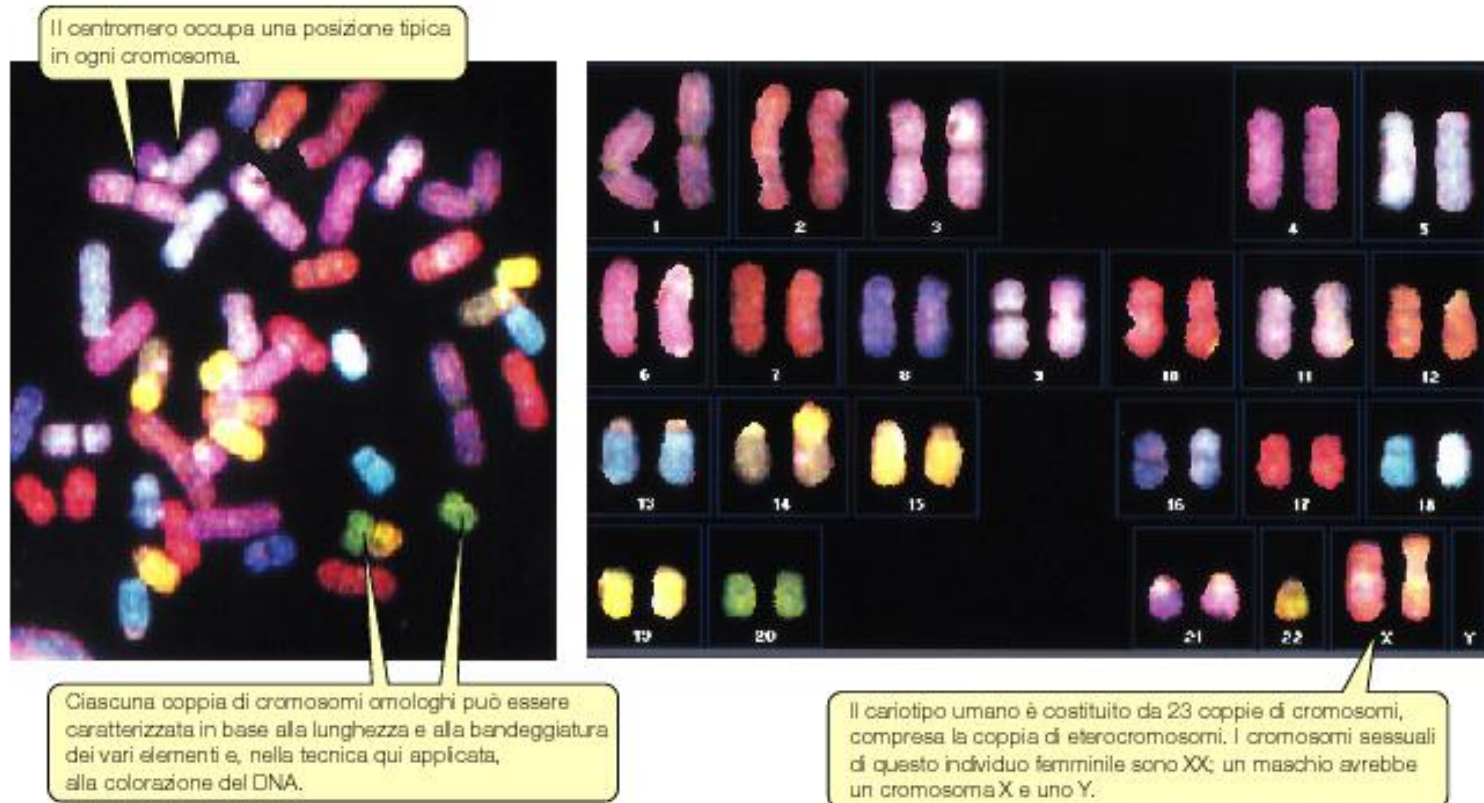 Il centromero occupa una posizione tipica
in ogni cromosoma.
1 2 3 4 5
6 7 8 9 10 11 12
13 14 15 16 17 18
19 20 21 22 X Y
Ciascuna coppia di cromosomi omologhi può essere
caratterizzata in base alla lunghezza e alla bandeggiatura
dei vari elementi e, nella tecnica qui applicata,
alla colorazione del DNA.
Il cariotipo umano è costituito da 23 coppie di cromosomi,
compresa la coppia di eterocromosomi. I cromosomi sessuali
di questo individuo femminile sono XX; un maschio avrebbe
un cromosoma X e uno Y.